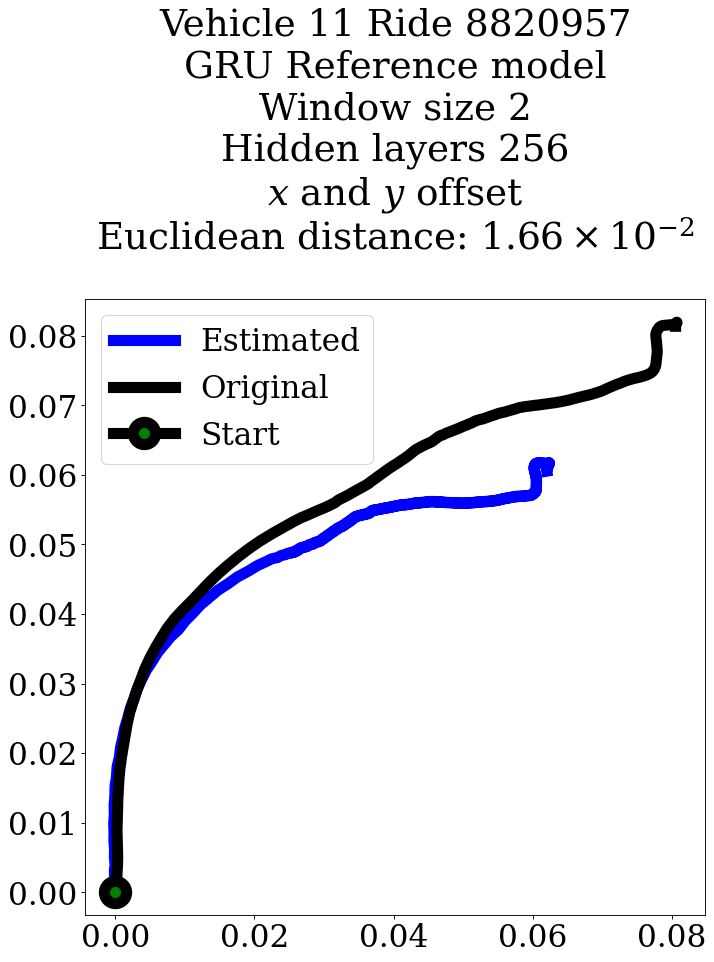 Vehicle 11 Ride 8820957
GRU Reference model
Window size 2
Hidden layers 256
x and y offset
Euclidean distance: 1.66 × 10⁻²
Estimated
Original
Start
0.08
0.07
0.06
0.05
0.04
0.03
0.02
0.01
0.00
0.00 0.02 0.04 0.06 0.08